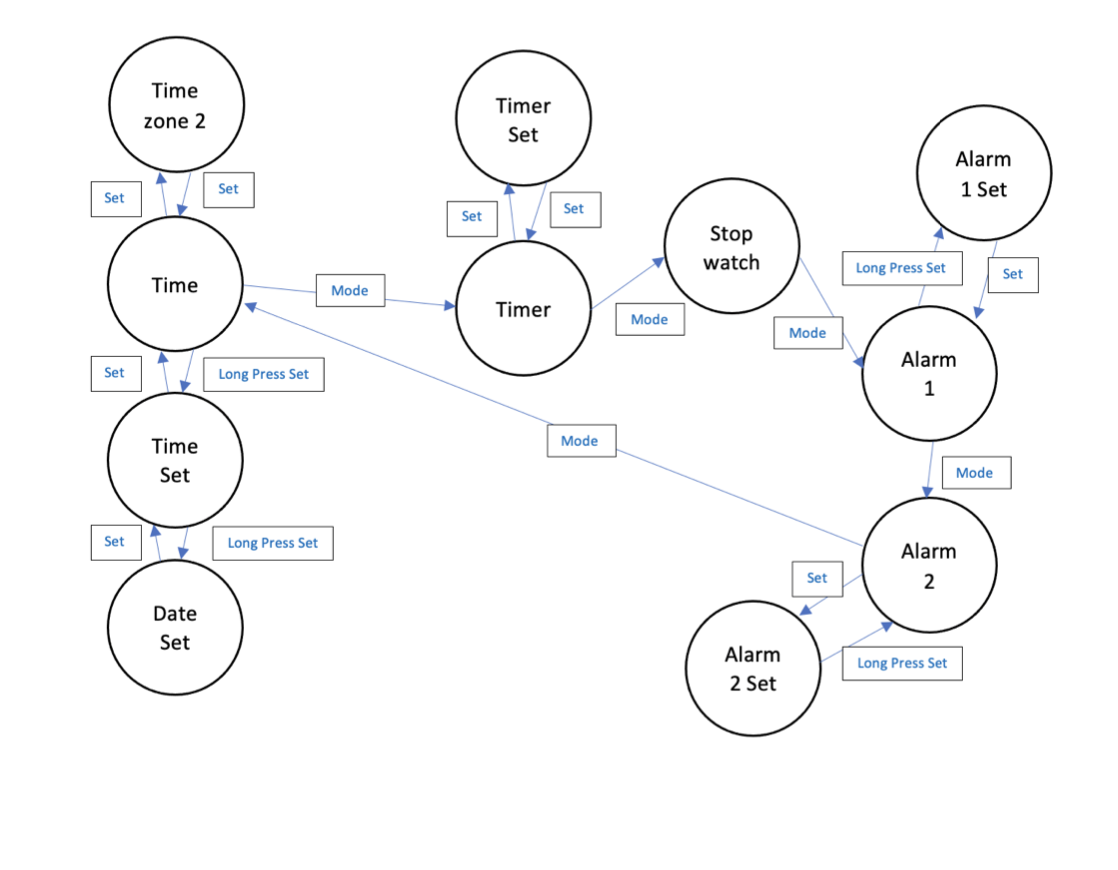 Time
zone 2
Set
Set
Time
Set
Long Press Set
Time
Set
Set
Long Press Set
Date
Set
Mode
Timer
Set
Set
Set
Timer
Mode
Stop
watch
Mode
Alarm
1 Set
Long Press Set
Set
Alarm
1
Mode
Mode
Alarm
2
Set
Alarm
2 Set
Long Press Set